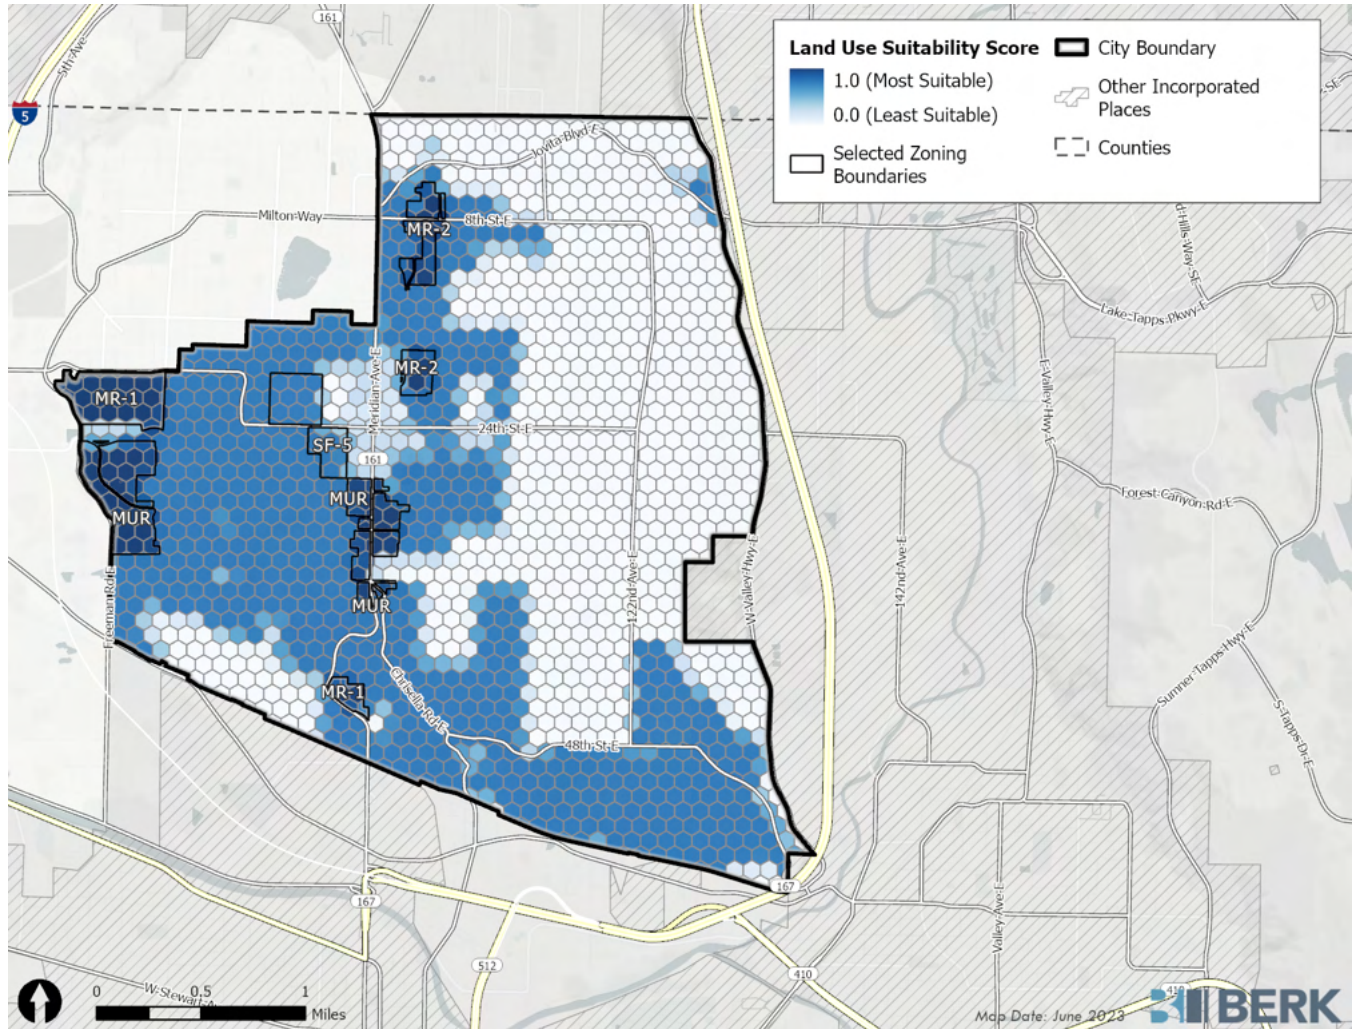 161
5th Ave
5
Land Use Suitability Score
1.0 (Most Suitable)
0.0 (Least Suitable)
Selected Zoning
Boundaries
City Boundary
Other Incorporated
Places
Counties
Jovita Blvd E
Milton Way
8th St E
MR-2
MR-2
Meridian Ave E
MR-1
24th St E
SF-5
161
MUR
MUR
MUR
MR-1
Freeman Rd E
Chrisella Rd E
48th St E
122nd Ave E
W Valley Hwy E
142nd Ave E
E Valley Hwy E
Lake Tapps Pkwy E
Forest Canyon Rd E
Sumner Tapps Hwy E
S Tapps Dr E
Valley Ave E
167
167
512
410
410
0
0.5
1
Miles
Map Date: June 2023
BERK